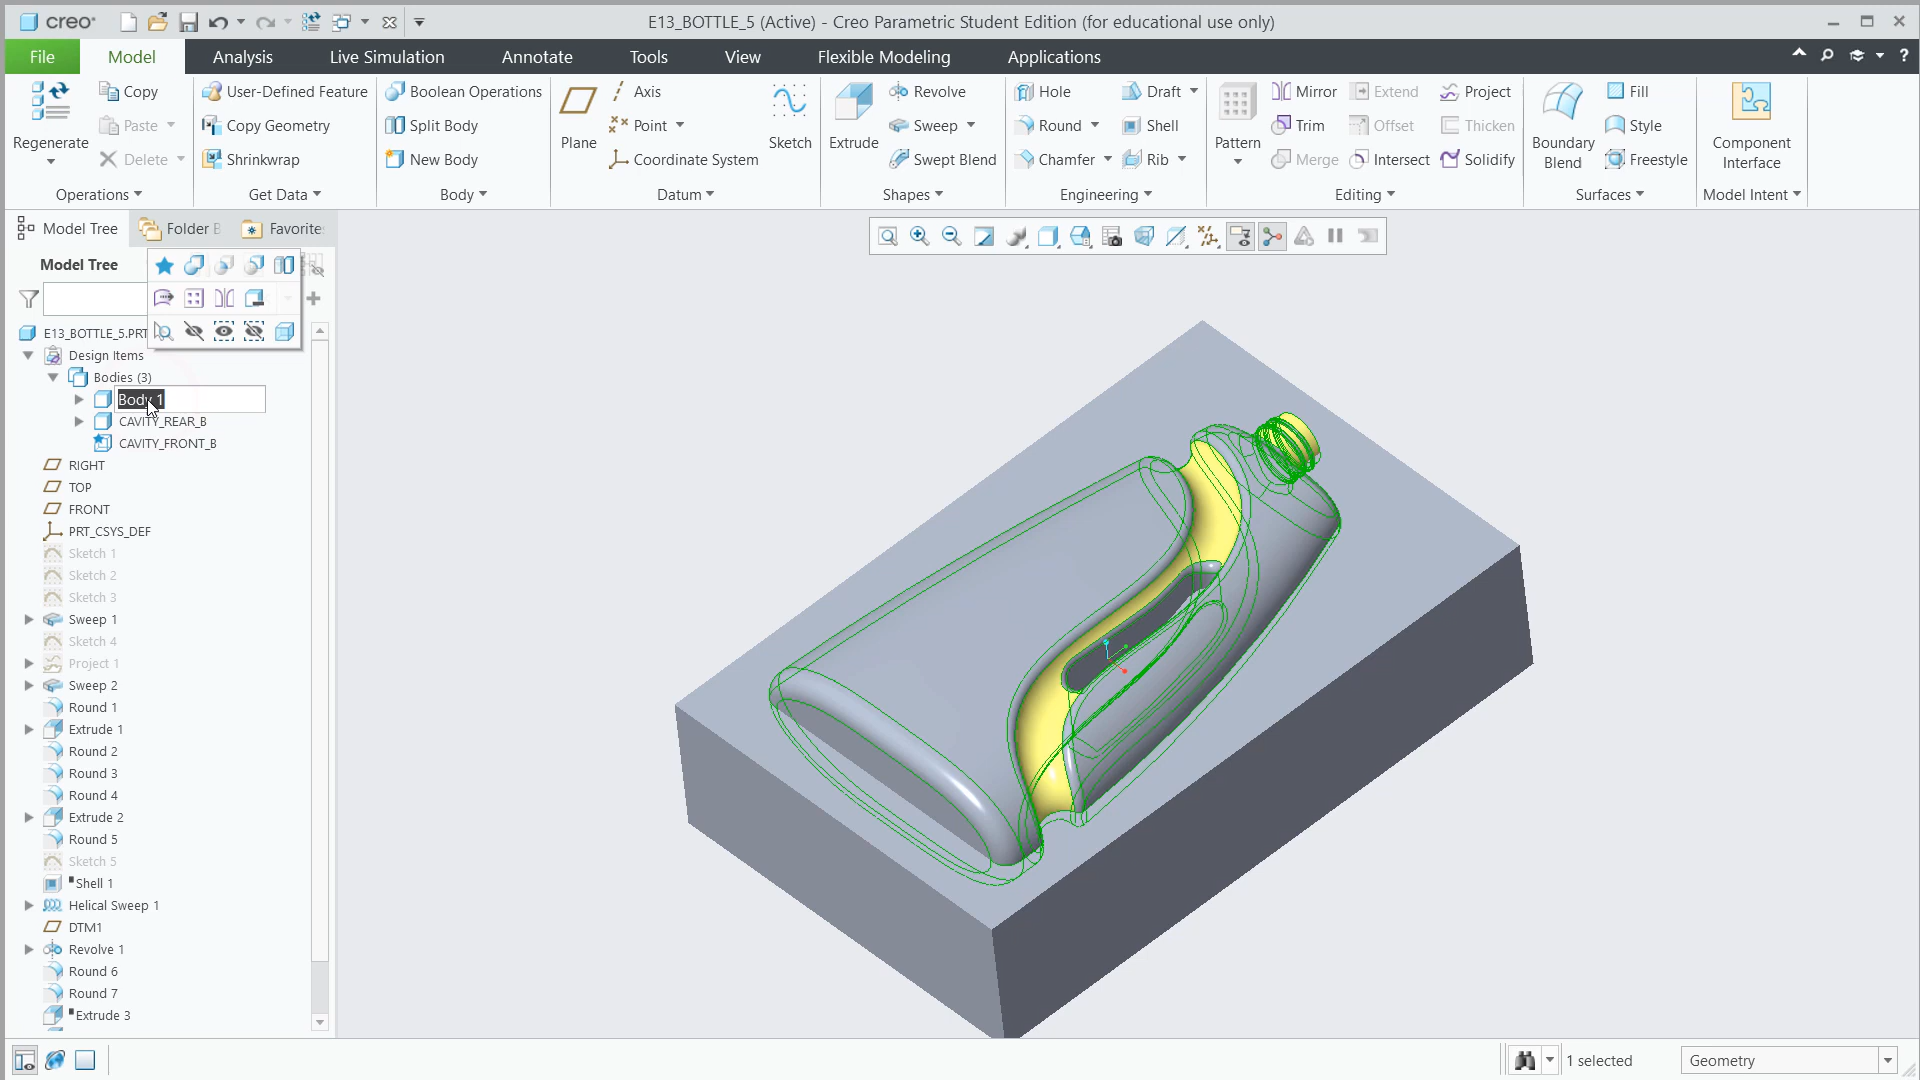 creo
E13_BOTTLE_5 (Active) - Creo Parametric Student Edition (for educational use only)
File Model Analysis Live Simulation Annotate Tools View Flexible Modeling Applications
Regenerate
Copy
Paste
Delete
Operations
User-Defined Feature
Copy Geometry
Shrinkwrap
Get Data
Boolean Operations
Split Body
New Body
Body
Plane
Axis
Point
Coordinate System
Sketch
Datum
Extrude
Revolve
Sweep
Swept Blend
Shapes
Hole
Round
Chamfer
Draft
Shell
Rib
Engineering
Pattern
Mirror
Trim
Merge
Extend
Offset
Intersect
Project
Thicken
Solidify
Editing
Boundary
Blend
Fill
Style
Freestyle
Surfaces
Component
Interface
Model Intent
Model Tree Folder B Favorite
Model Tree
E13_BOTTLE_5.PRT
Design Items
Bodies (3)
Body 1
CAVITY_REAR_B
CAVITY_FRONT_B
RIGHT
TOP
FRONT
PRT_CSYS_DEF
Sketch 1
Sketch 2
Sketch 3
Sweep 1
Sketch 4
Project 1
Sweep 2
Round 1
Extrude 1
Round 2
Round 3
Round 4
Extrude 2
Round 5
Sketch 5
Shell 1
Helical Sweep 1
DTM1
Revolve 1
Round 6
Round 7
Extrude 3
1 selected
Geometry